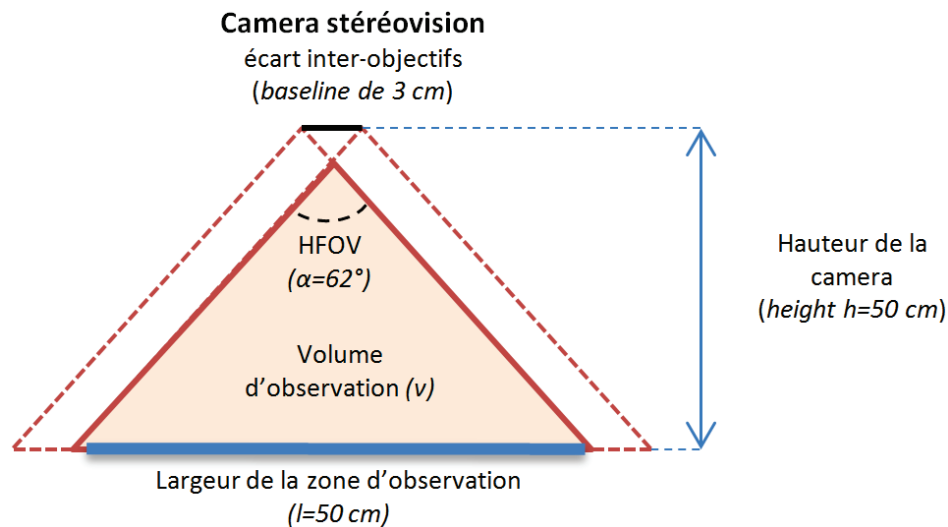 Camera stéréovision
écart inter-objectifs
(baseline de 3 cm)
HFOV
(α=62°)
Hauteur de la
camera
(height h=50 cm)
Volume
d'observation (v)
Largeur de la zone d'observation
(l=50 cm)